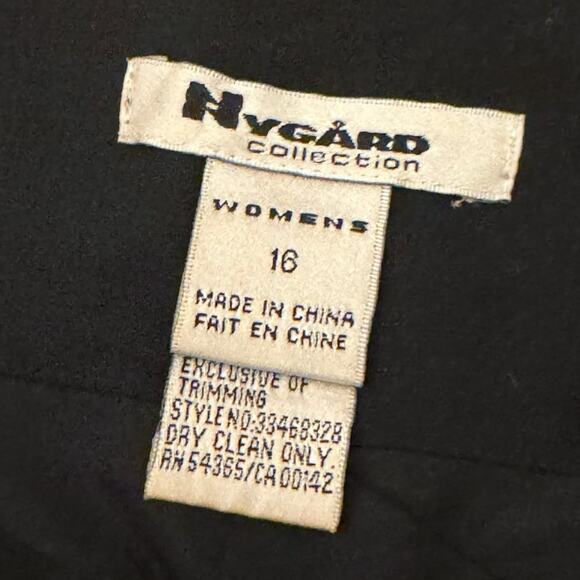 NYGÅRD
collection
WOMENS
16
MADE IN CHINA
FAIT EN CHINE
EXCLUSIVE OF
TRIMMING
STYLE NO:33468328
DRY CLEAN ONLY.
RN 54365/CA 00142